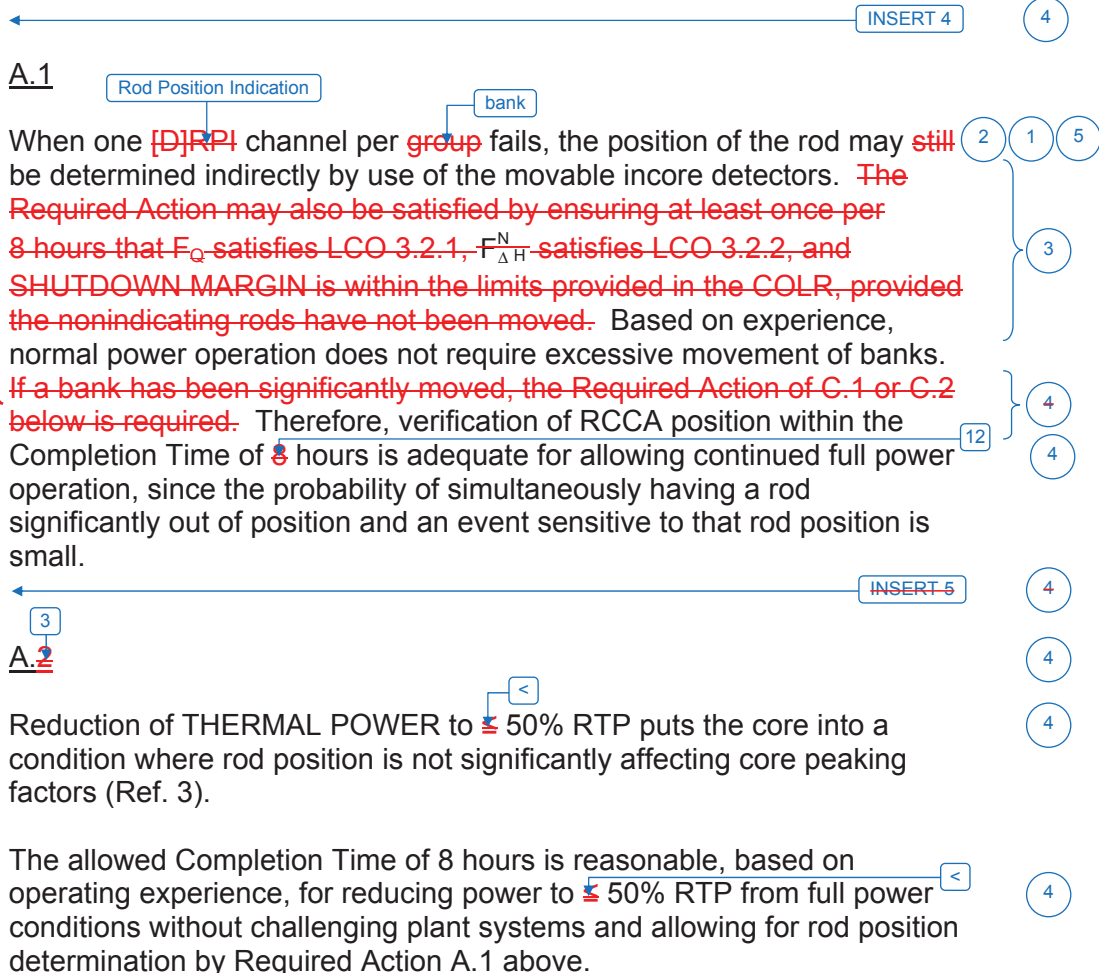 INSERT 4 4
A.1
Rod Position Indication
bank
When one [D]RPI channel per group fails, the position of the rod may still 2 1 5
be determined indirectly by use of the movable incore detectors. The
Required Action may also be satisfied by ensuring at least once per
8 hours that FQ satisfies LCO 3.2.1, F N Δ H satisfies LCO 3.2.2, and 3
SHUTDOWN MARGIN is within the limits provided in the COLR, provided
the nonindicating rods have not been moved. Based on experience,
normal power operation does not require excessive movement of banks.
If a bank has been significantly moved, the Required Action of C.1 or C.2 4
below is required. Therefore, verification of RCCA position within the
12
Completion Time of 8 hours is adequate for allowing continued full power 4
operation, since the probability of simultaneously having a rod
significantly out of position and an event sensitive to that rod position is
small.
INSERT 5 4
3
A.2 4
<
Reduction of THERMAL POWER to ≤ 50% RTP puts the core into a 4
condition where rod position is not significantly affecting core peaking
factors (Ref. 3).
The allowed Completion Time of 8 hours is reasonable, based on
<
operating experience, for reducing power to ≤ 50% RTP from full power 4
conditions without challenging plant systems and allowing for rod position
determination by Required Action A.1 above.